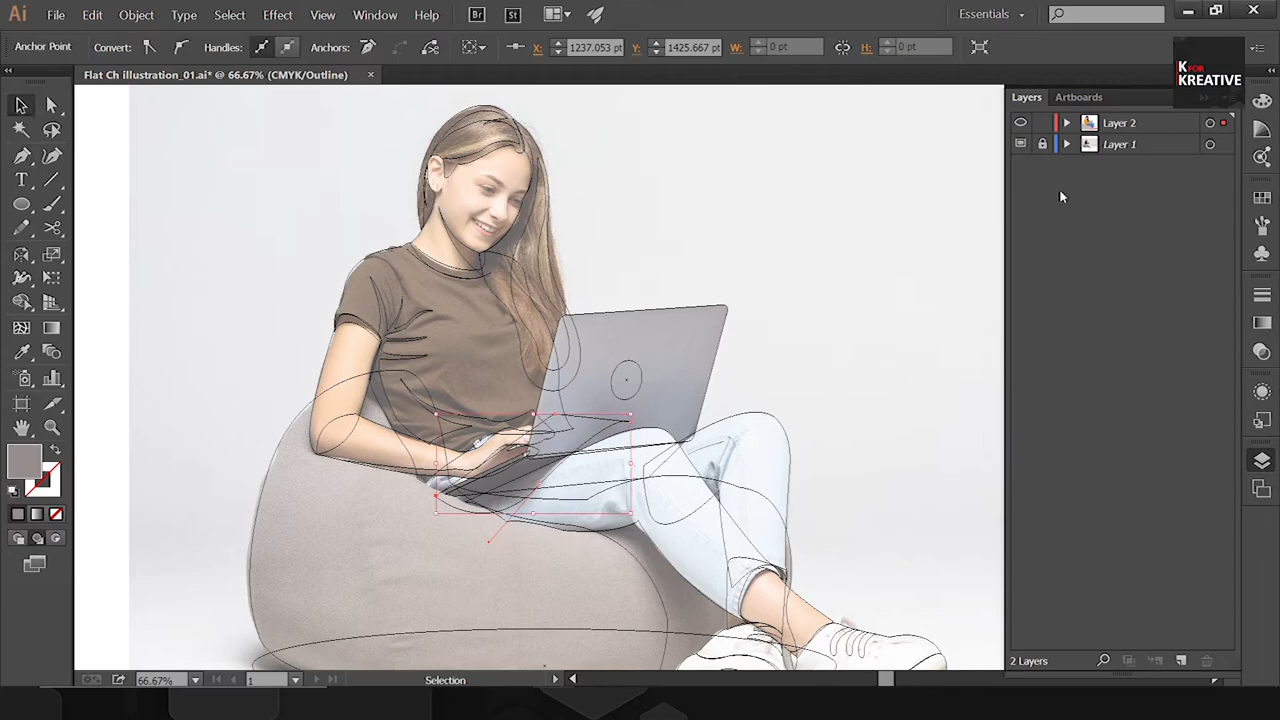 Ai File Edit Object Type Select Effect View Window Help Br St Essentials
Anchor Point Convert: Handles: Anchors: X: 1237.053 pt Y: 1425.667 pt W: 0 pt H: 0 pt
K FOR
KREATIVE
Flat Ch illustration_01.ai* @ 66.67% (CMYK/Outline) ×
Layers Artboards
Layer 2
Layer 1
T
2 Layers
66.67% 1 Selection